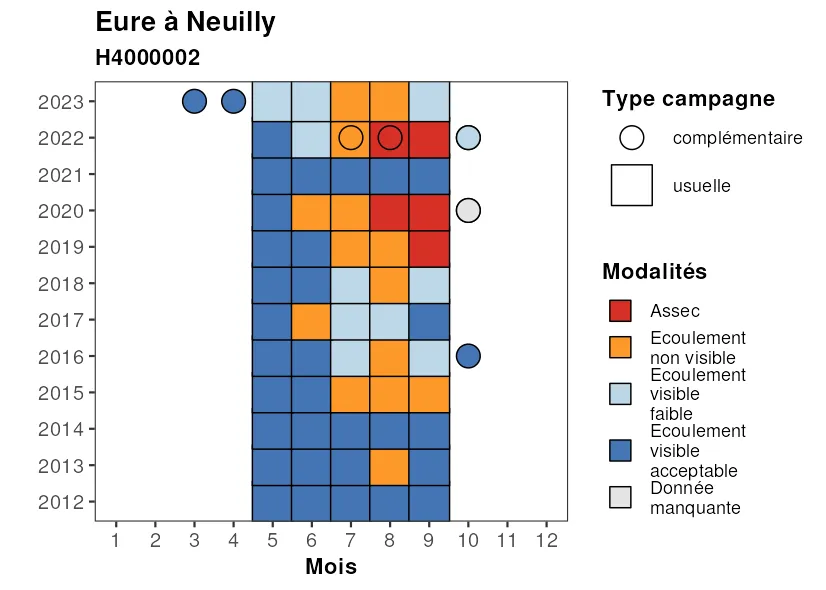 Eure à Neuilly
H4000002
2023
2022
2021
2020
2019
2018
2017
2016
2015
2014
2013
2012
1 2 3 4 5 6 7 8 9 10 11 12
Mois
Type campagne
complémentaire
usuelle
Modalités
Assec
Ecoulement
non visible
Ecoulement
visible
faible
Ecoulement
visible
acceptable
Donnée
manquante